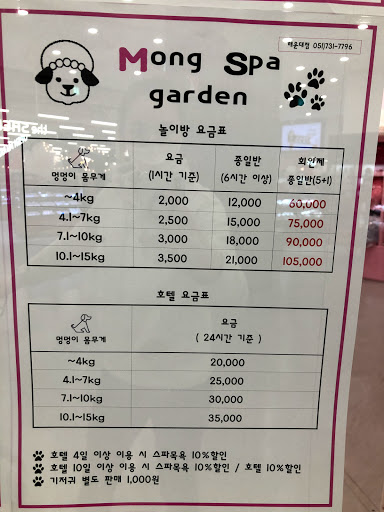 해운대점 051)731-7796
Mong Spa
garden
놀이방 요금표
멍멍이 몸무게 요금 (1시간 기준) 종일반 (6시간 이상) 회원제 종일반(5+1)
~4kg 2,000 12,000 60,000
4.1~7kg 2,500 15,000 75,000
7.1~10kg 3,000 18,000 90,000
10.1~15kg 3,500 21,000 105,000
호텔 요금표
멍멍이 몸무게 요금 ( 24시간 기준 )
~4kg 20,000
4.1~7kg 25,000
7.1~10kg 30,000
10.1~15kg 35,000
호텔 4일 이상 이용 시 스파목욕 10%할인
호텔 10일 이상 이용 시 스파목욕 10%할인 / 호텔 10%할인
기저귀 별도 판매 1,000원